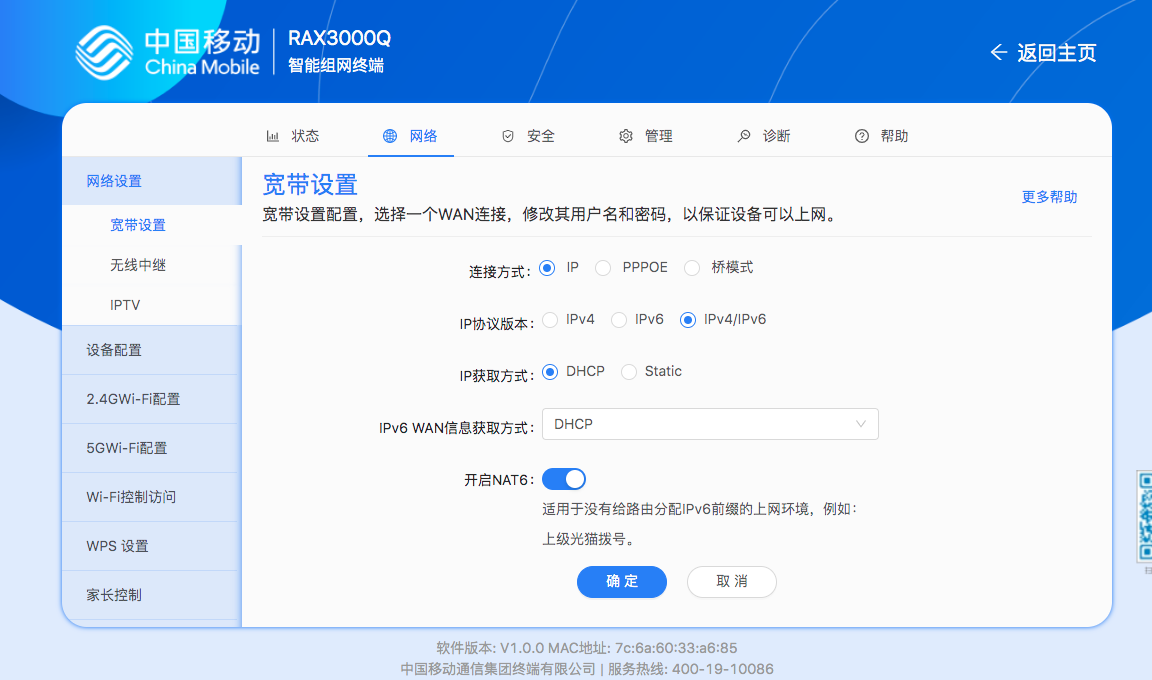 中国移动
China Mobile
RAX3000Q
智能组网终端
返回主页
状态
网络
安全
管理
诊断
帮助
网络设置
宽带设置
无线中继
IPTV
设备配置
2.4GWi-Fi配置
5GWi-Fi配置
Wi-Fi控制访问
WPS 设置
家长控制
宽带设置
更多帮助
宽带设置配置，选择一个WAN连接，修改其用户名和密码，以保证设备可以上网。
连接方式: IP PPPOE 桥模式
IP协议版本: IPv4 IPv6 IPv4/IPv6
IP获取方式: DHCP Static
IPv6 WAN信息获取方式: DHCP
开启NAT6:
适用于没有给路由分配IPv6前缀的上网环境，例如：
上级光猫拨号。
确 定
取 消
软件版本: V1.0.0 MAC地址: 7c:6a:60:33:a6:85
中国移动通信集团终端有限公司 | 服务热线: 400-19-10086